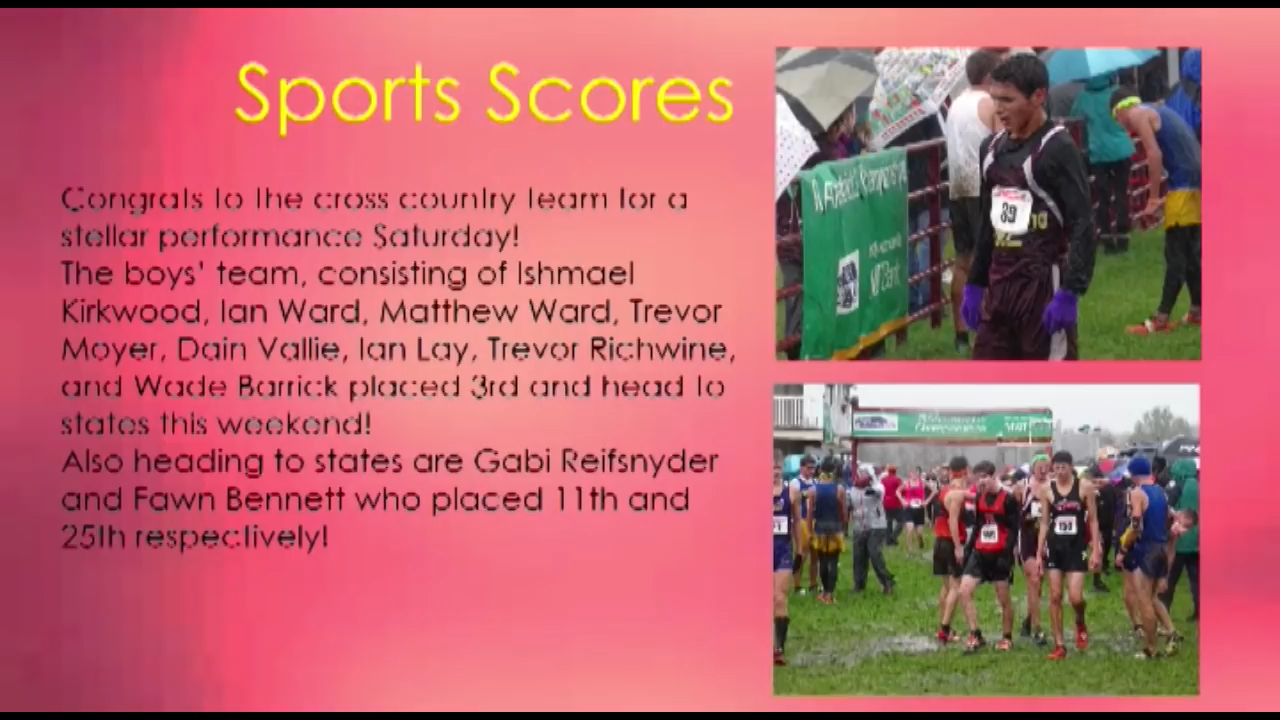 Sports Scores
Congrats to the cross country team for a
stellar performance Saturday!
The boys' team, consisting of Ishmael
Kirkwood, Ian Ward, Matthew Ward, Trevor
Moyer, Dain Vallie, Ian Lay, Trevor Richwine,
and Wade Barrick placed 3rd and head to
states this weekend!
Also heading to states are Gabi Reifsnyder
and Fawn Bennett who placed 11th and
25th respectively!
39
Bank